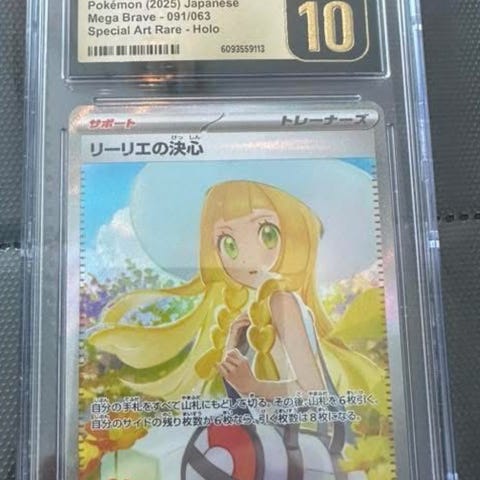 Pokémon (2025) Japanese
Mega Brave - 091/063
Special Art Rare - Holo
10
6093559113
サポート
トレーナーズ
リーリエの決心
自分の手札をすべて山札にもどして切る。その後、山札を6枚引く。
自分のサイドの残り枚数が6枚なら、引く枚数は8枚になる。